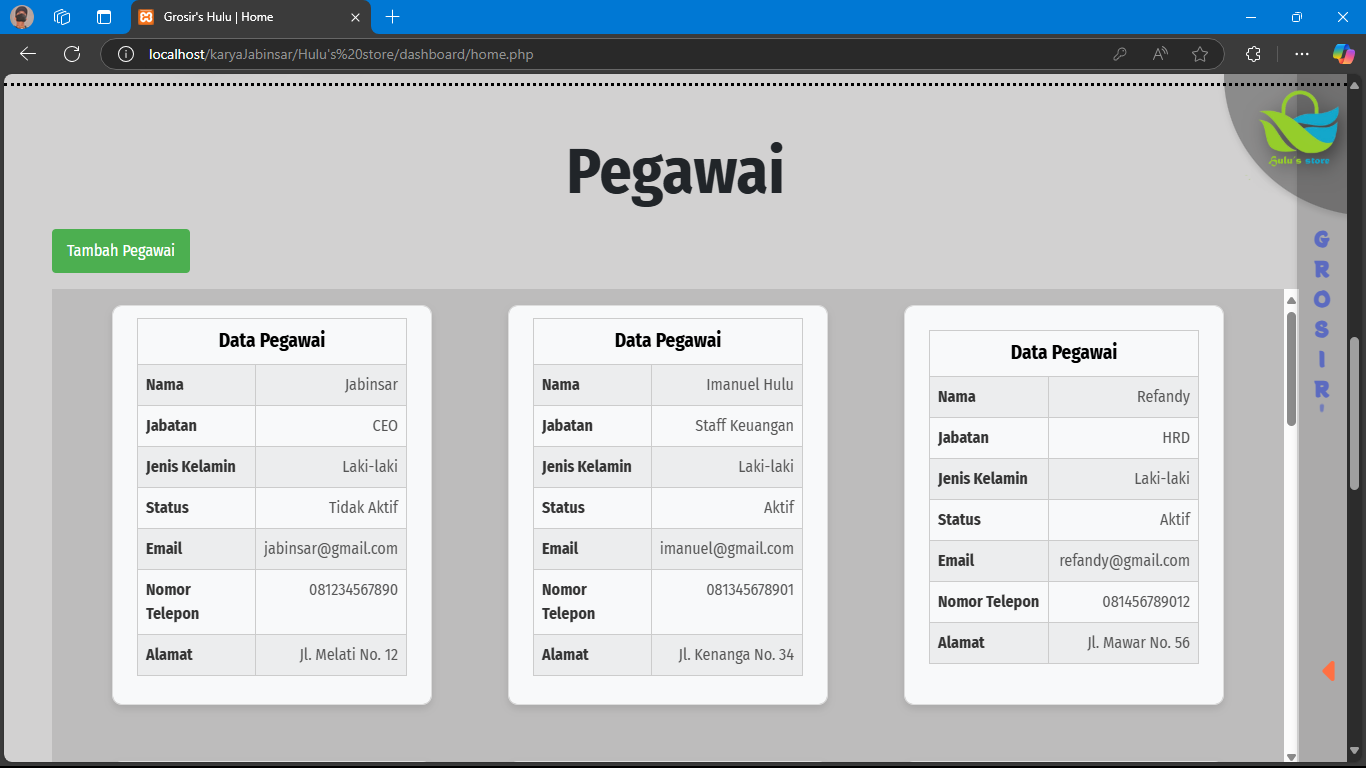 Grosir's Hulu | Home
localhost/karyaJabinsar/Hulu's%20store/dashboard/home.php
Hulu's store
Pegawai
GROSIR'
Tambah Pegawai
Data Pegawai
Nama Jabinsar
Jabatan CEO
Jenis Kelamin Laki-laki
Status Tidak Aktif
Email jabinsar@gmail.com
Nomor Telepon 081234567890
Alamat Jl. Melati No. 12
Data Pegawai
Nama Imanuel Hulu
Jabatan Staff Keuangan
Jenis Kelamin Laki-laki
Status Aktif
Email imanuel@gmail.com
Nomor Telepon 081345678901
Alamat Jl. Kenanga No. 34
Data Pegawai
Nama Refandy
Jabatan HRD
Jenis Kelamin Laki-laki
Status Aktif
Email refandy@gmail.com
Nomor Telepon 081456789012
Alamat Jl. Mawar No. 56